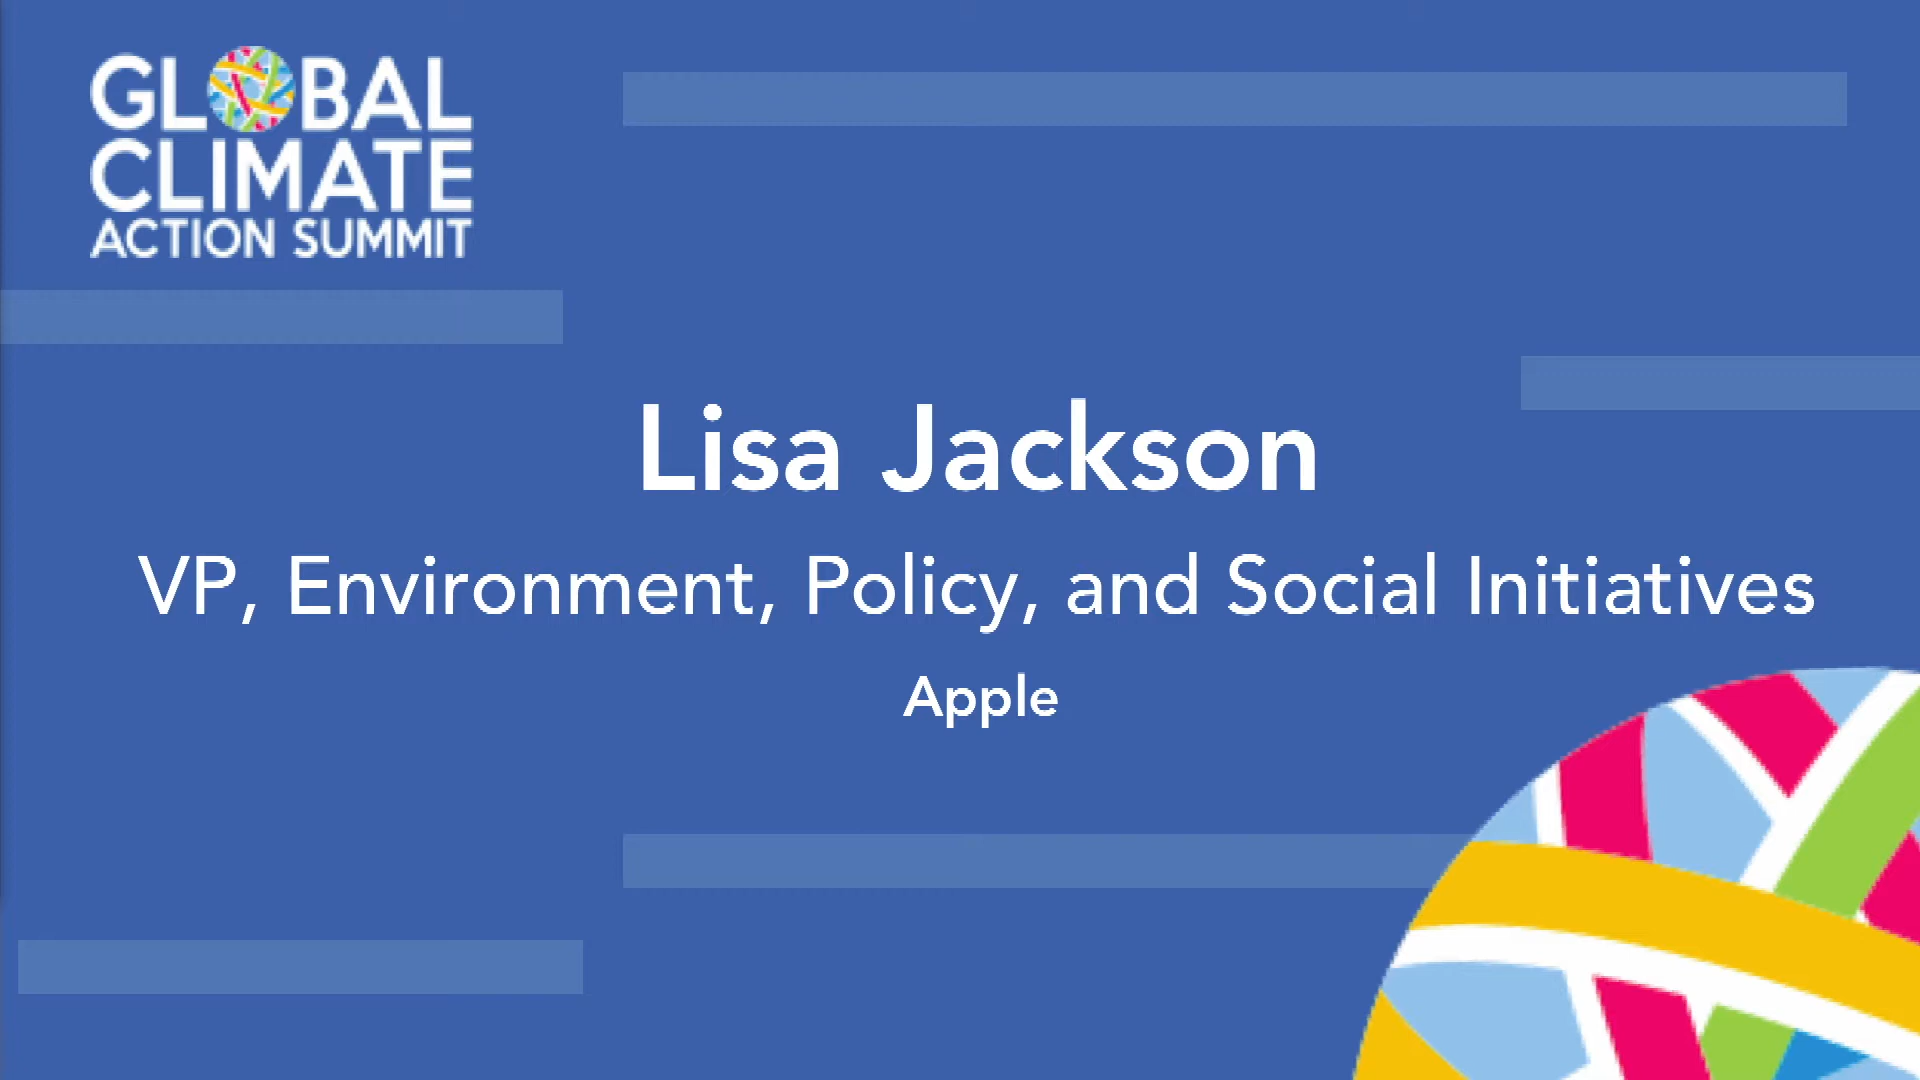 GLOBAL
CLIMATE
ACTION SUMMIT
Lisa Jackson
VP, Environment, Policy, and Social Initiatives
Apple